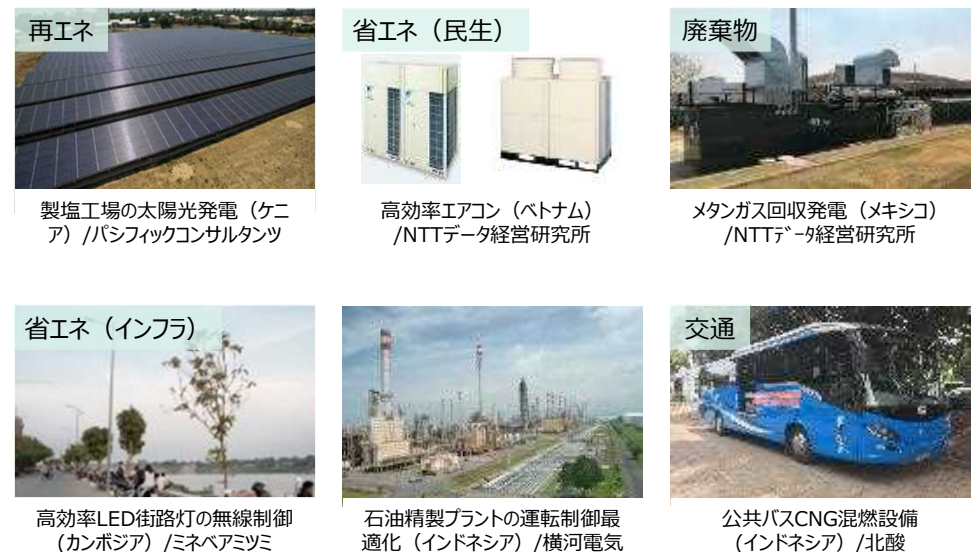 再エネ
製塩工場の太陽光発電（ケニ
ア）/パシフィックコンサルタンツ
省エネ（民生）
高効率エアコン（ベトナム）
/NTTデータ経営研究所
廃棄物
メタンガス回収発電（メキシコ）
/NTTﾃﾞｰﾀ経営研究所
省エネ（インフラ）
高効率LED街路灯の無線制御
（カンボジア）/ミネベアミツミ
石油精製プラントの運転制御最
適化（インドネシア）/横河電気
交通
公共バスCNG混燃設備
（インドネシア）/北酸